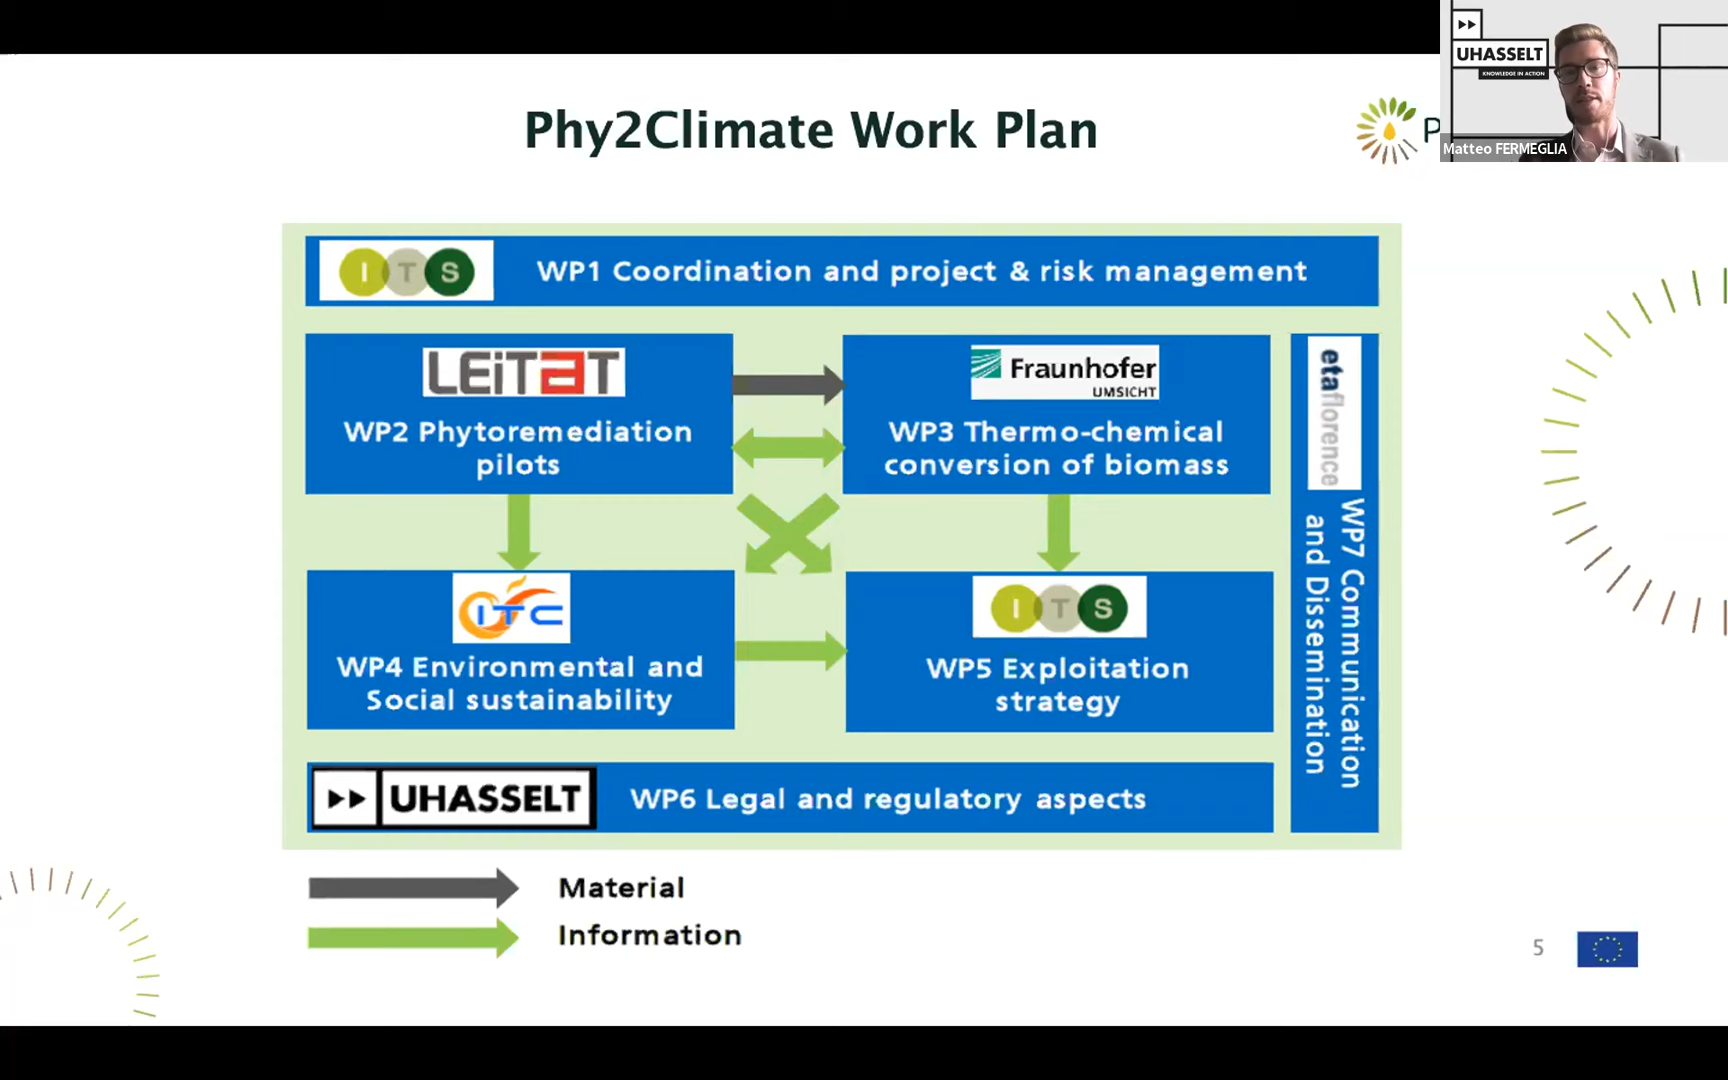 UHASSELT
KNOWLEDGE IN ACTION
Matteo FERMEGLIA
Phy2Climate Work Plan
P
ITS
WP1 Coordination and project & risk management
LEITAT
WP2 Phytoremediation
pilots
Fraunhofer
UMSICHT
WP3 Thermo-chemical
conversion of biomass
etaflorence
WP7 Communication
and Dissemination
ITC
WP4 Environmental and
Social sustainability
ITS
WP5 Exploitation
strategy
UHASSELT
WP6 Legal and regulatory aspects
Material
Information
5